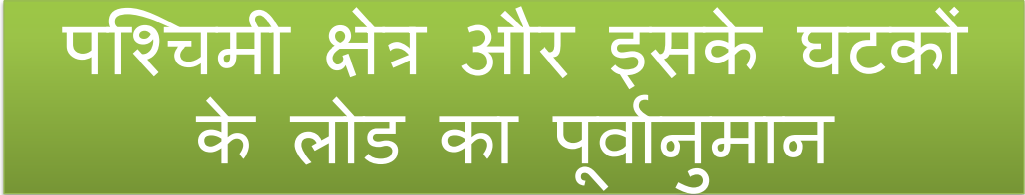 पश्चिमी क्षेत्र और इसके घटकों
के लोड का पूर्वानुमान